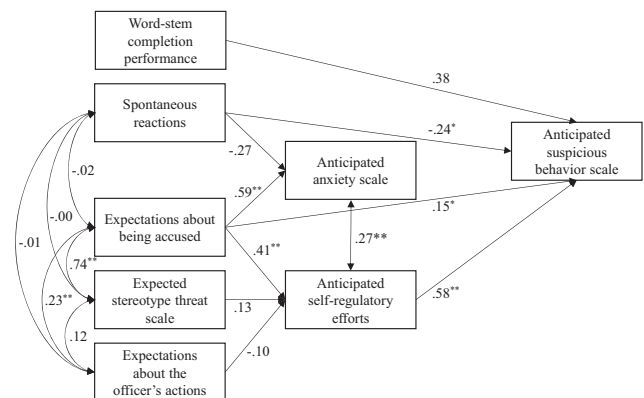 Word-stem
completion
performance
.38
Spontaneous
reactions
-.24*
Anticipated
suspicious
behavior scale
-.27
Anticipated
anxiety scale
-.02
.59**
-.00
Expectations about
being accused
.15*
-.01
.27**
.41**
.74**
Expected
stereotype threat
scale
.13
Anticipated
self-regulatory
efforts
.58**
.23**
.12
-.10
Expectations
about the
officer's actions